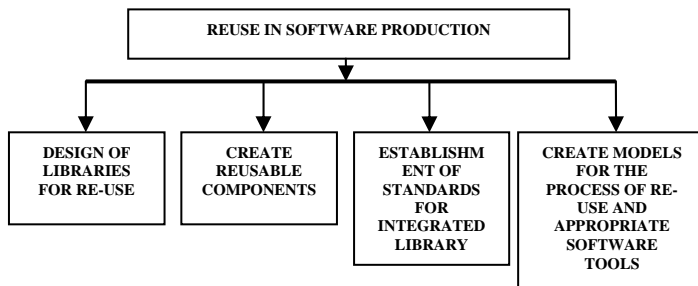 REUSE IN SOFTWARE PRODUCTION
DESIGN OF
LIBRARIES
FOR RE-USE
CREATE
REUSABLE
COMPONENTS
ESTABLISHM
ENT OF
STANDARDS
FOR
INTEGRATED
LIBRARY
CREATE MODELS
FOR THE
PROCESS OF RE-
USE AND
APPROPRIATE
SOFTWARE
TOOLS